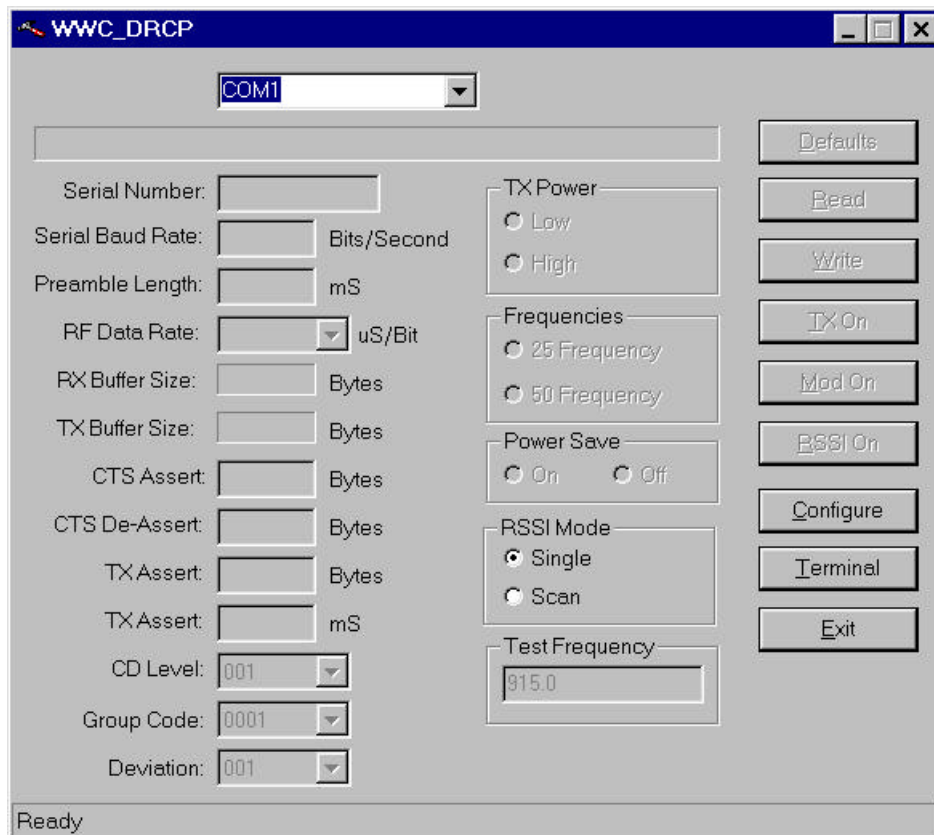 WWC_DRCP
COM1
Defaults
Serial Number:
TX Power
Read
Low
Serial Baud Rate:
Bits/Second
High
Write
Preamble Length:
mS
Frequencies
TX On
RF Data Rate:
uS/Bit
25 Frequency
RX Buffer Size:
Bytes
50 Frequency
Mod On
TX Buffer Size:
Bytes
Power Save
RSSI On
CTS Assert:
Bytes
On
Off
Configure
CTS De-Assert:
Bytes
RSSI Mode
Single
Terminal
TX Assert:
Bytes
Scan
TX Assert:
mS
Exit
Test Frequency
CD Level:
001
915.0
Group Code:
0001
Deviation:
001
Ready